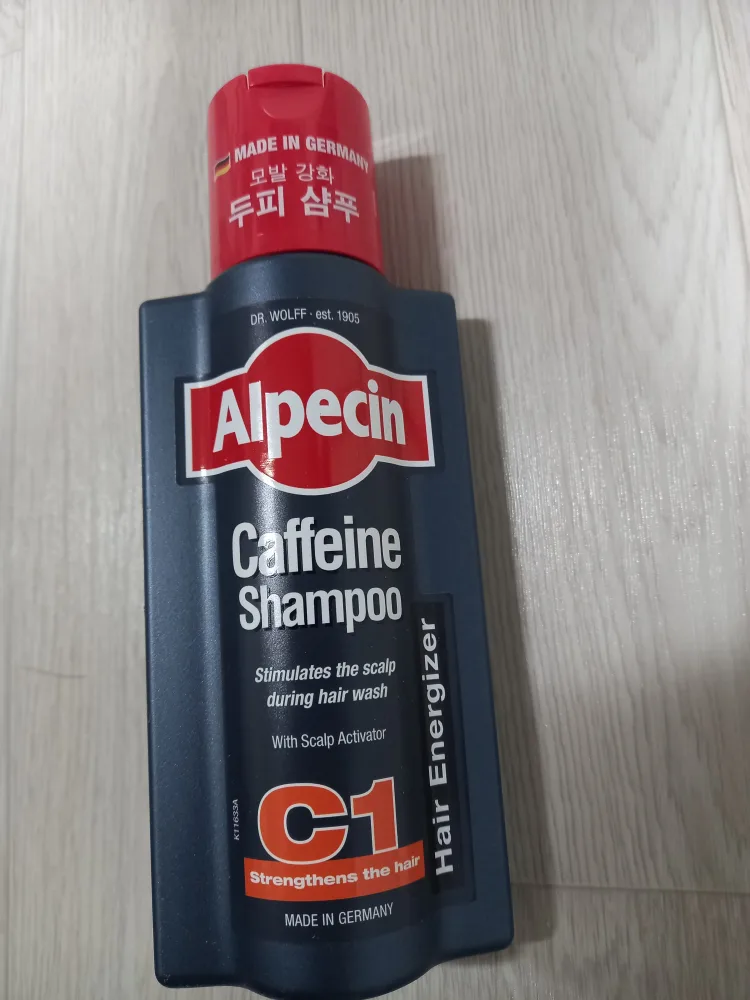 MADE IN GERMANY
모발 강화
두피 샴푸
DR. WOLFF · est. 1905
Alpecin
Caffeine
Shampoo
Stimulates the scalp
during hair wash
With Scalp Activator
Hair Energizer
K11633A
C1
Strengthens the hair
MADE IN GERMANY